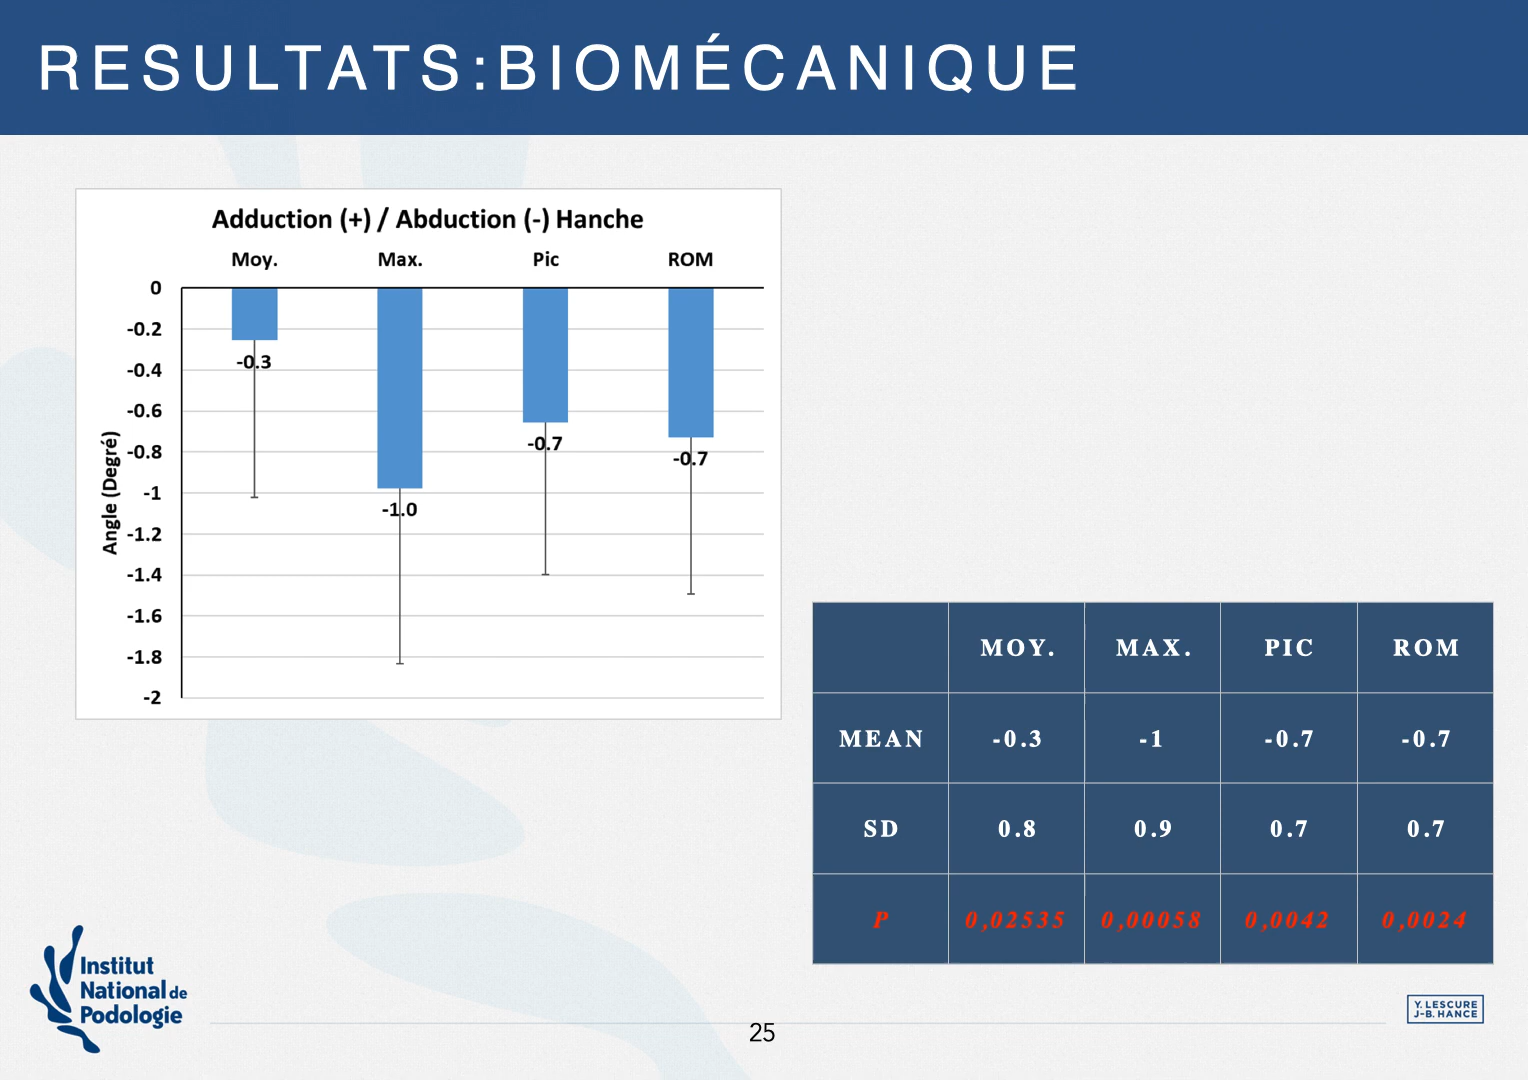 RESULTATS:BIOMÉCANIQUE
Adduction (+) / Abduction (-) Hanche
Moy. Max. Pic ROM
0
-0.2
-0.4
-0.6
-0.8
-1
-1.2
-1.4
-1.6
-1.8
-2
Angle (Degré)
-0.3
-1.0
-0.7
-0.7
MOY. MAX. PIC ROM
MEAN -0.3 -1 -0.7 -0.7
SD 0.8 0.9 0.7 0.7
P 0,02535 0,00058 0,0042 0,0024
Institut
National de
Podologie
25
Y. LESCURE
J-B. HANCE